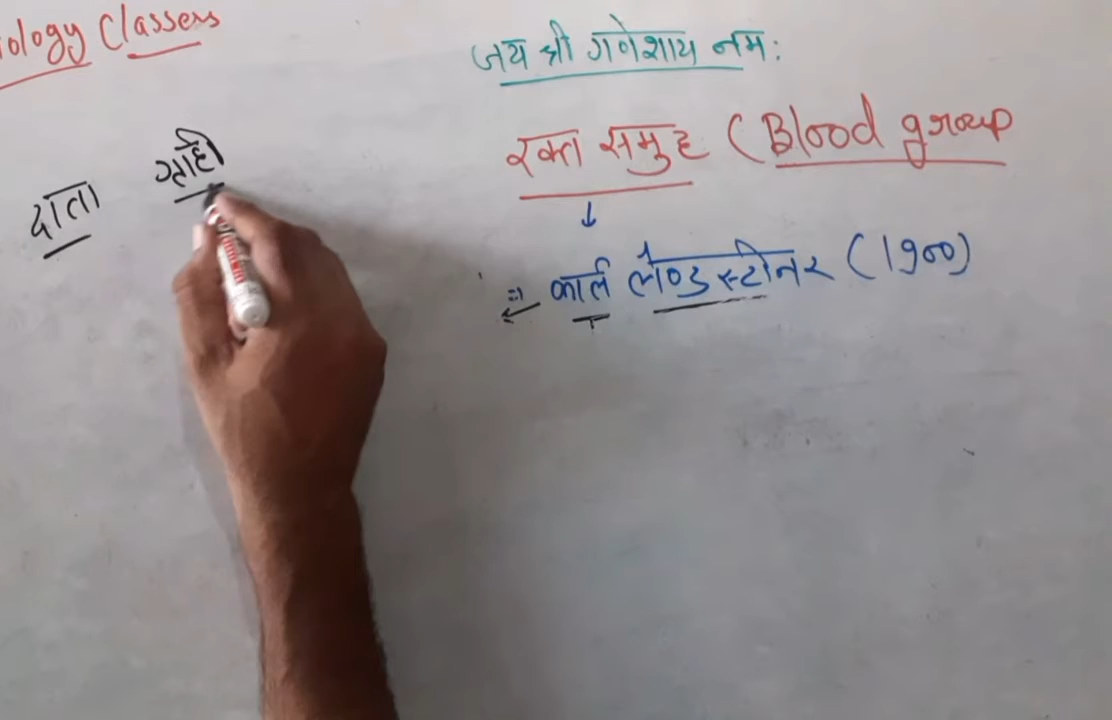 ology Classes
जय श्री गणेशाय नम:
रक्त समुह (Blood group
दाता ग्राही
कार्ल लैण्डस्टीनर (1900)